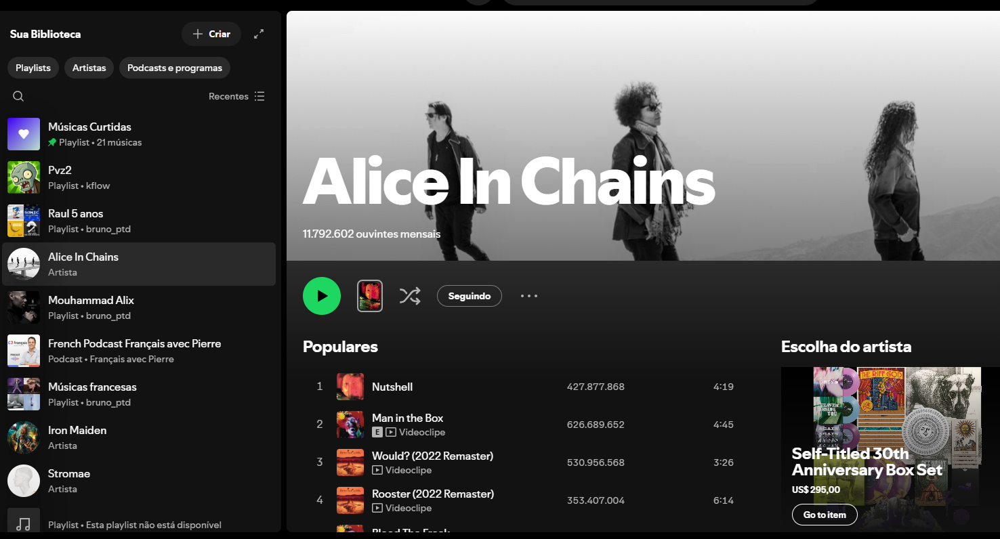 Sua Biblioteca
Criar
Playlists
Artistas
Podcasts e programas
Recentes
Músicas Curtidas
Playlist • 21 músicas
Pvz2
Playlist • kflow
Raul 5 anos
Playlist • bruno_ptd
Alice In Chains
Artista
Mouhammad Alix
Playlist • bruno_ptd
French Podcast Français avec Pierre
Podcast • Français avec Pierre
Músicas francesas
Playlist • bruno_ptd
Iron Maiden
Artista
Stromae
Artista
Playlist • Esta playlist não está disponível
Alice In Chains
11.792.602 ouvintes mensais
Seguindo
Populares
1 Nutshell 427.877.868 4:19
2 Man in the Box 626.689.652 4:45
E Videoclipe
3 Would? (2022 Remaster) 530.956.568 3:26
Videoclipe
4 Rooster (2022 Remaster) 353.407.004 6:14
Videoclipe
Bleed The Freak
Escolha do artista
THE RIFF GOD
Self-Titled 30th
Anniversary Box Set
US$ 295,00
Go to item